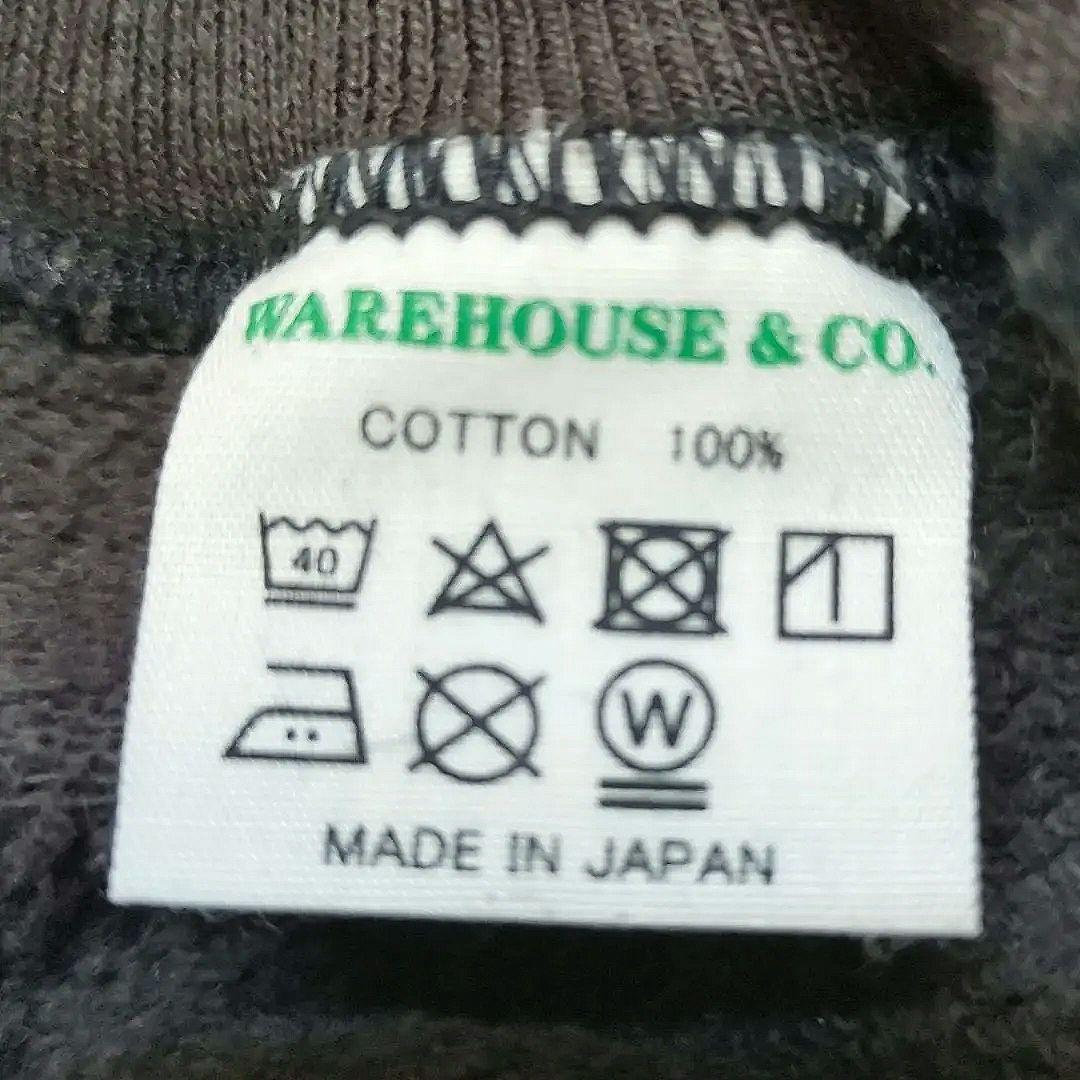 WAREHOUSE & CO.
COTTON 100%
40
W
MADE IN JAPAN